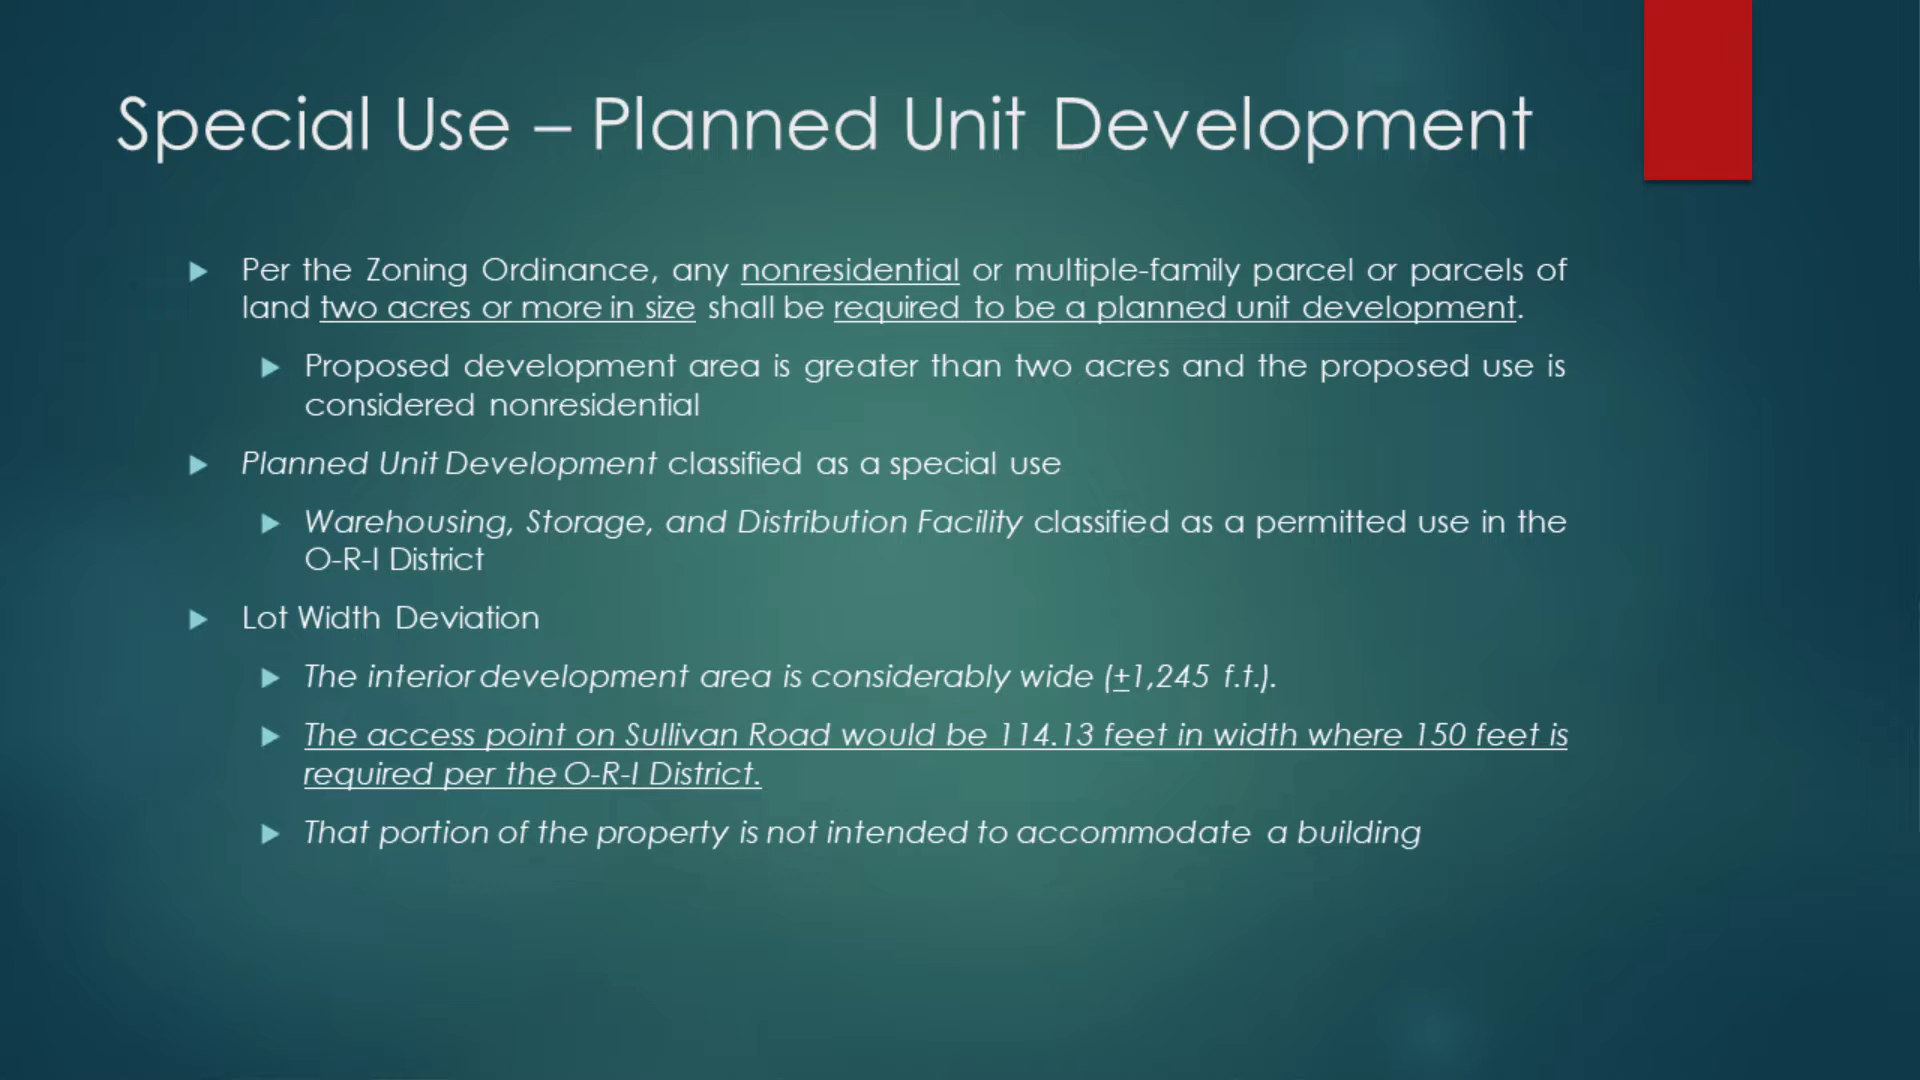 Special Use – Planned Unit Development
Per the Zoning Ordinance, any nonresidential or multiple-family parcel or parcels of
land two acres or more in size shall be required to be a planned unit development.
Proposed development area is greater than two acres and the proposed use is
considered nonresidential
Planned Unit Development classified as a special use
Warehousing, Storage, and Distribution Facility classified as a permitted use in the
O-R-I District
Lot Width Deviation
The interior development area is considerably wide (±1,245 f.t.).
The access point on Sullivan Road would be 114.13 feet in width where 150 feet is
required per the O-R-I District.
That portion of the property is not intended to accommodate a building